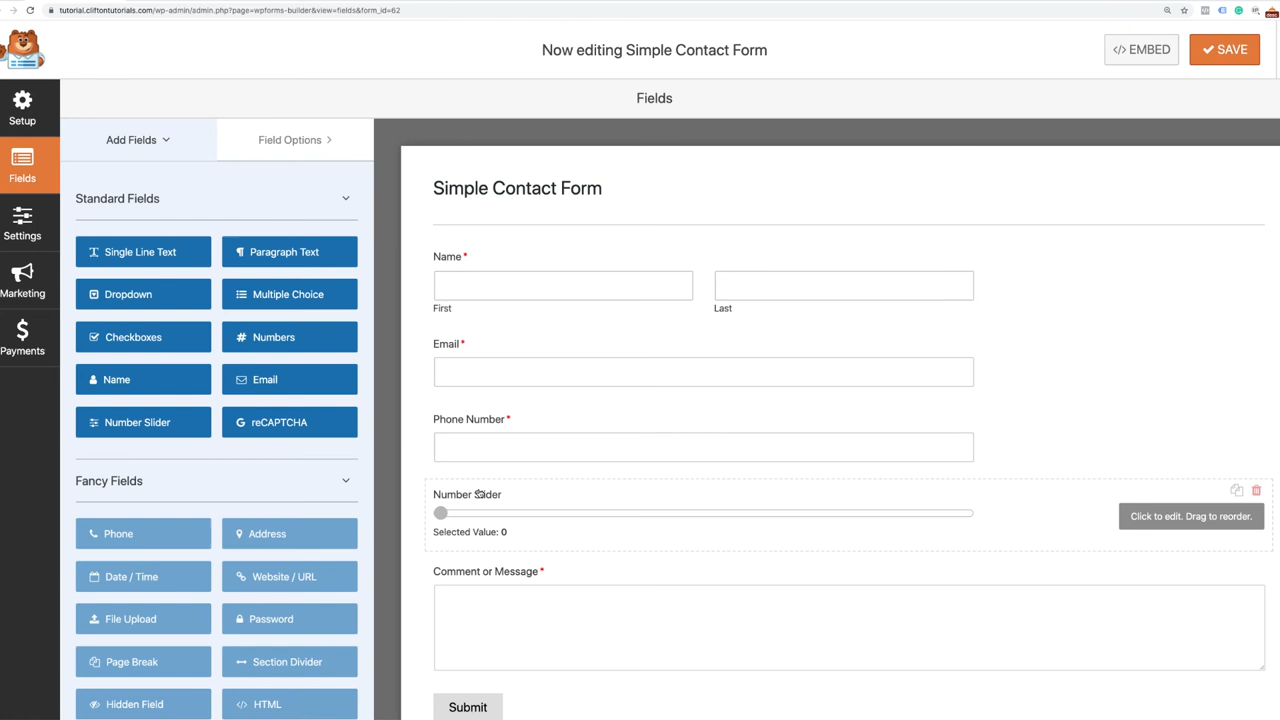 tutorial.cliftontutorials.com/wp-admin/admin.php?page=wpforms-builder&view=fields&form_id=62
Now editing Simple Contact Form
</> EMBED
SAVE
Fields
Setup
Fields
Settings
Marketing
Payments
Add Fields
Field Options
Standard Fields
Single Line Text
Paragraph Text
Dropdown
Multiple Choice
Checkboxes
# Numbers
Name
Email
Number Slider
G reCAPTCHA
Fancy Fields
Phone
Address
Date / Time
Website / URL
File Upload
Password
Page Break
Section Divider
Hidden Field
</> HTML
Simple Contact Form
Name *
First
Last
Email *
Phone Number *
Number Slider
Selected Value: 0
Click to edit. Drag to reorder.
Comment or Message *
Submit